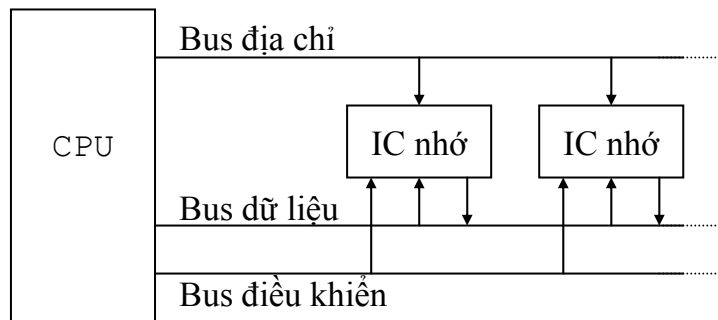 Bus địa chỉ
CPU
IC nhớ
IC nhớ
Bus dữ liệu
Bus điều khiển